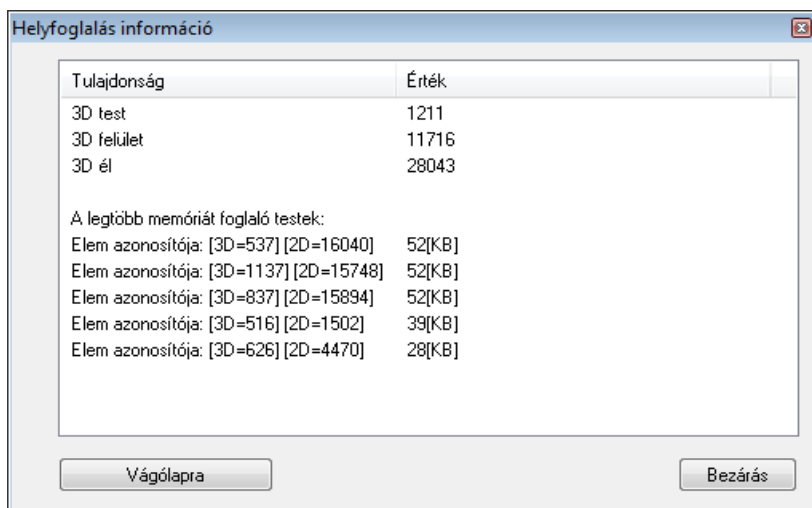 Helyfoglalás információ
Tulajdonság Érték
3D test 1211
3D felület 11716
3D él 28043
A legtöbb memóriát foglaló testek:
Elem azonosítója: [3D=537] [2D=16040] 52[KB]
Elem azonosítója: [3D=1137] [2D=15748] 52[KB]
Elem azonosítója: [3D=837] [2D=15894] 52[KB]
Elem azonosítója: [3D=516] [2D=1502] 39[KB]
Elem azonosítója: [3D=626] [2D=4470] 28[KB]
Vágólapra Bezárás